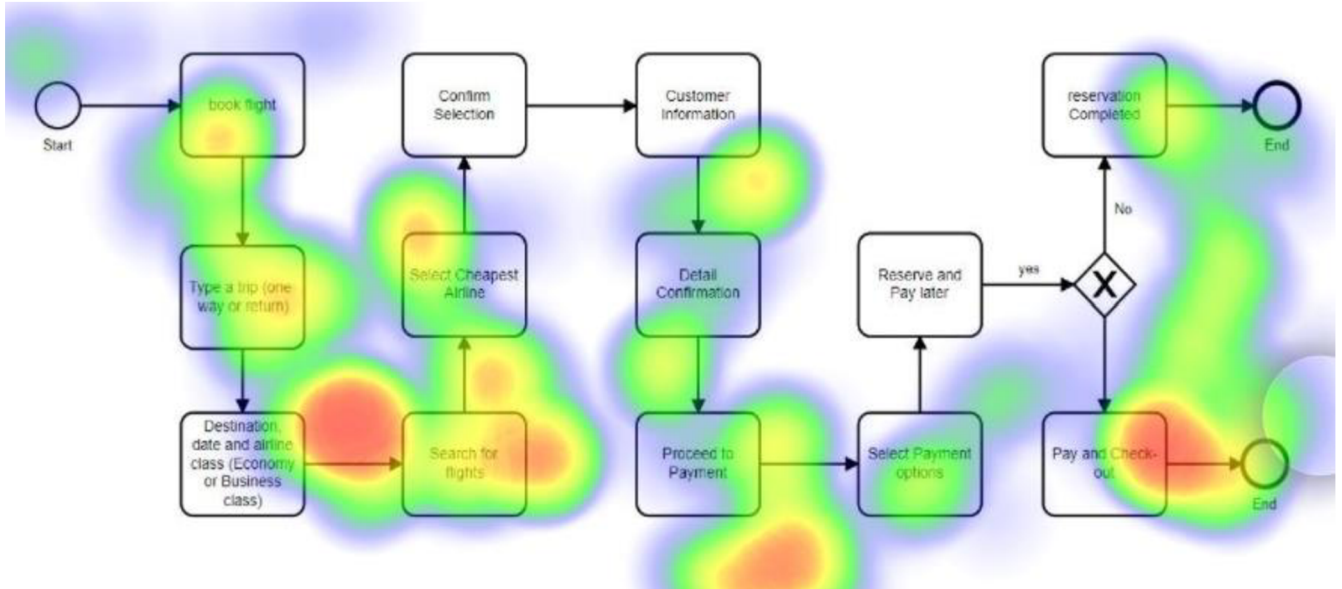 Start
book flight
Type a trip (one
way or return)
Destination,
date and airline
class (Economy
or Business
class)
Search for
flights
Select Cheapest
Airline
Confirm
Selection
Customer
Information
Detail
Confirmation
Proceed to
Payment
Select Payment
options
Reserve and
Pay later
yes
X
No
reservation
Completed
End
Pay and Check-
out
End